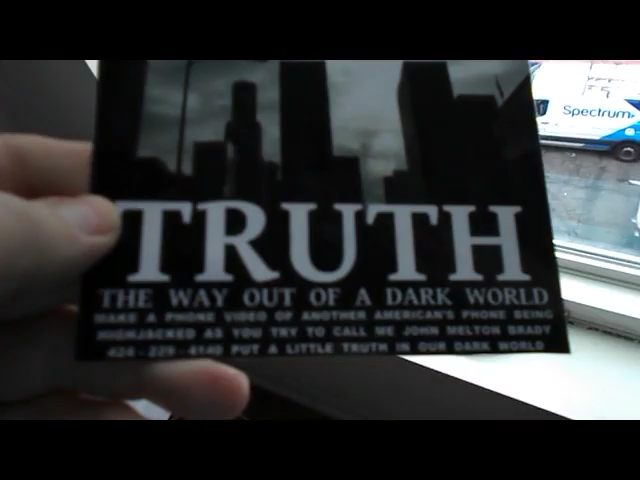 Spectrum
TRUTH
THE WAY OUT OF A DARK WORLD
MAKE A PHONE VIDEO OF ANOTHER AMERICAN'S PHONE BEING
HIGHJACKED AS YOU TRY TO CALL ME JOHN MELTON BRADY
424-229-4140 PUT A LITTLE TRUTH IN OUR DARK WORLD